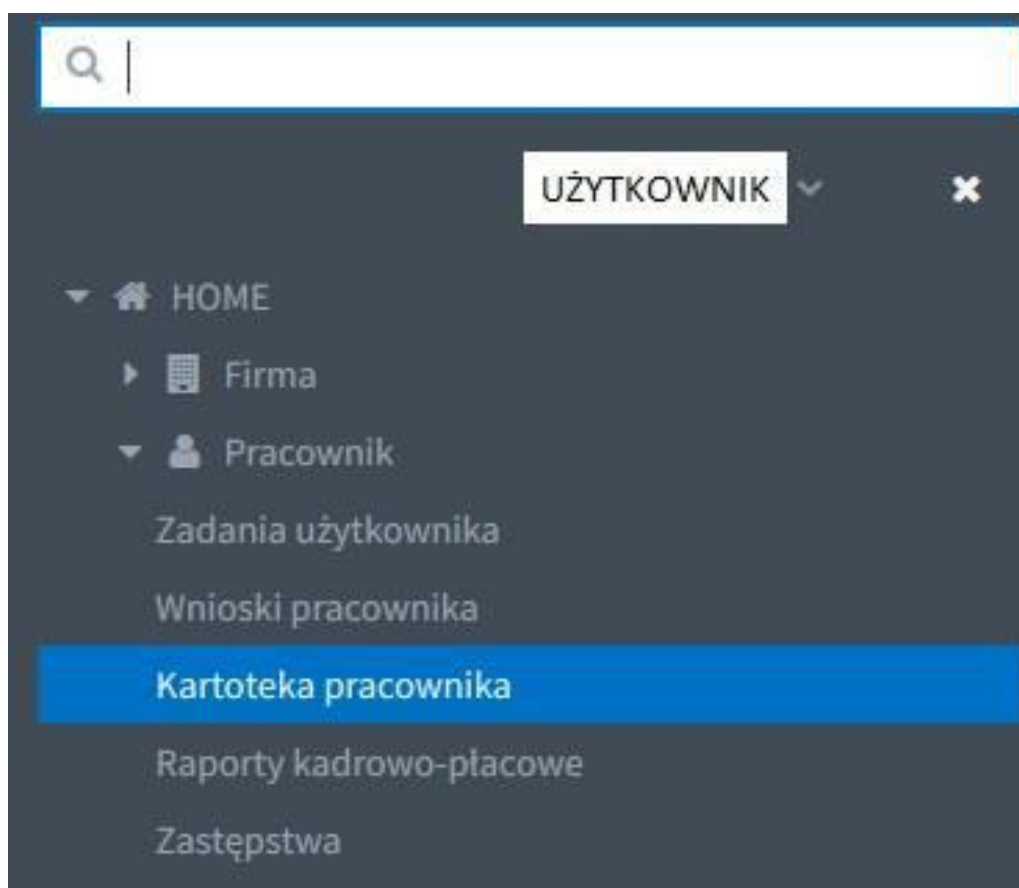 UŻYTKOWNIK
HOME
Firma
Pracownik
Zadania użytkownika
Wnioski pracownika
Kartoteka pracownika
Raporty kadrowo-płacowe
Zastępstwa